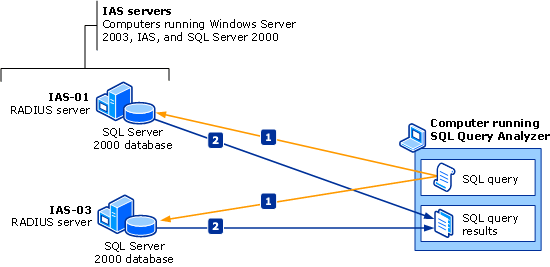 IAS servers
Computers running Windows Server
2003, IAS, and SQL Server 2000
IAS-01
RADIUS server
SQL Server
2000 database
1
2
Computer running
SQL Query Analyzer
SQL query
SQL query
results
IAS-03
RADIUS server
SQL Server
2000 database
1
2